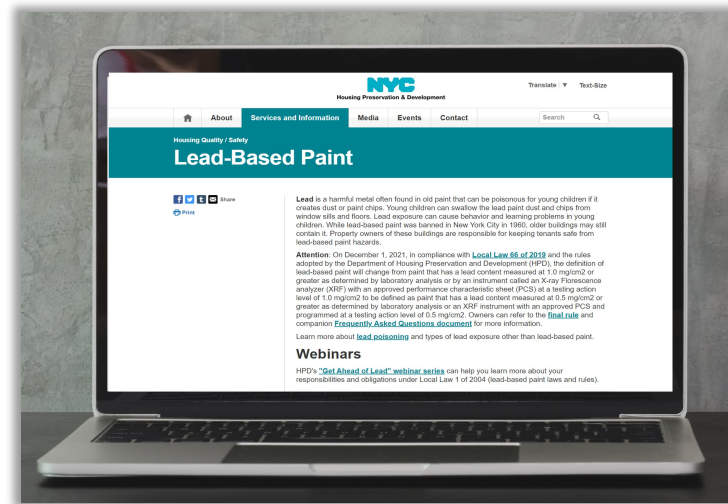 NYC
Housing Preservation & Development
Translate ▼ Text-Size
About Services and Information Media Events Contact Search
Housing Quality / Safety
Lead-Based Paint
Share
Print
Lead is a harmful metal often found in old paint that can be poisonous for young children if it
creates dust or paint chips. Young children can swallow the lead paint dust and chips from
window sills and floors. Lead exposure can cause behavior and learning problems in young
children. While lead-based paint was banned in New York City in 1960, older buildings may still
contain it. Property owners of these buildings are responsible for keeping tenants safe from
lead-based paint hazards.
Attention: On December 1, 2021, in compliance with Local Law 66 of 2019 and the rules
adopted by the Department of Housing Preservation and Development (HPD), the definition of
lead-based paint will change from paint that has a lead content measured at 1.0 mg/cm2 or
greater as determined by laboratory analysis or by an instrument called an X-ray Florescence
analyzer (XRF) with an approved performance characteristic sheet (PCS) at a testing action
level of 1.0 mg/cm2 to be defined as paint that has a lead content measured at 0.5 mg/cm2 or
greater as determined by laboratory analysis or an XRF instrument with an approved PCS and
programmed at a testing action level of 0.5 mg/cm2. Owners can refer to the final rule and
companion Frequently Asked Questions document for more information.
Learn more about lead poisoning and types of lead exposure other than lead-based paint.
Webinars
HPD's "Get Ahead of Lead" webinar series can help you learn more about your
responsibilities and obligations under Local Law 1 of 2004 (lead-based paint laws and rules).